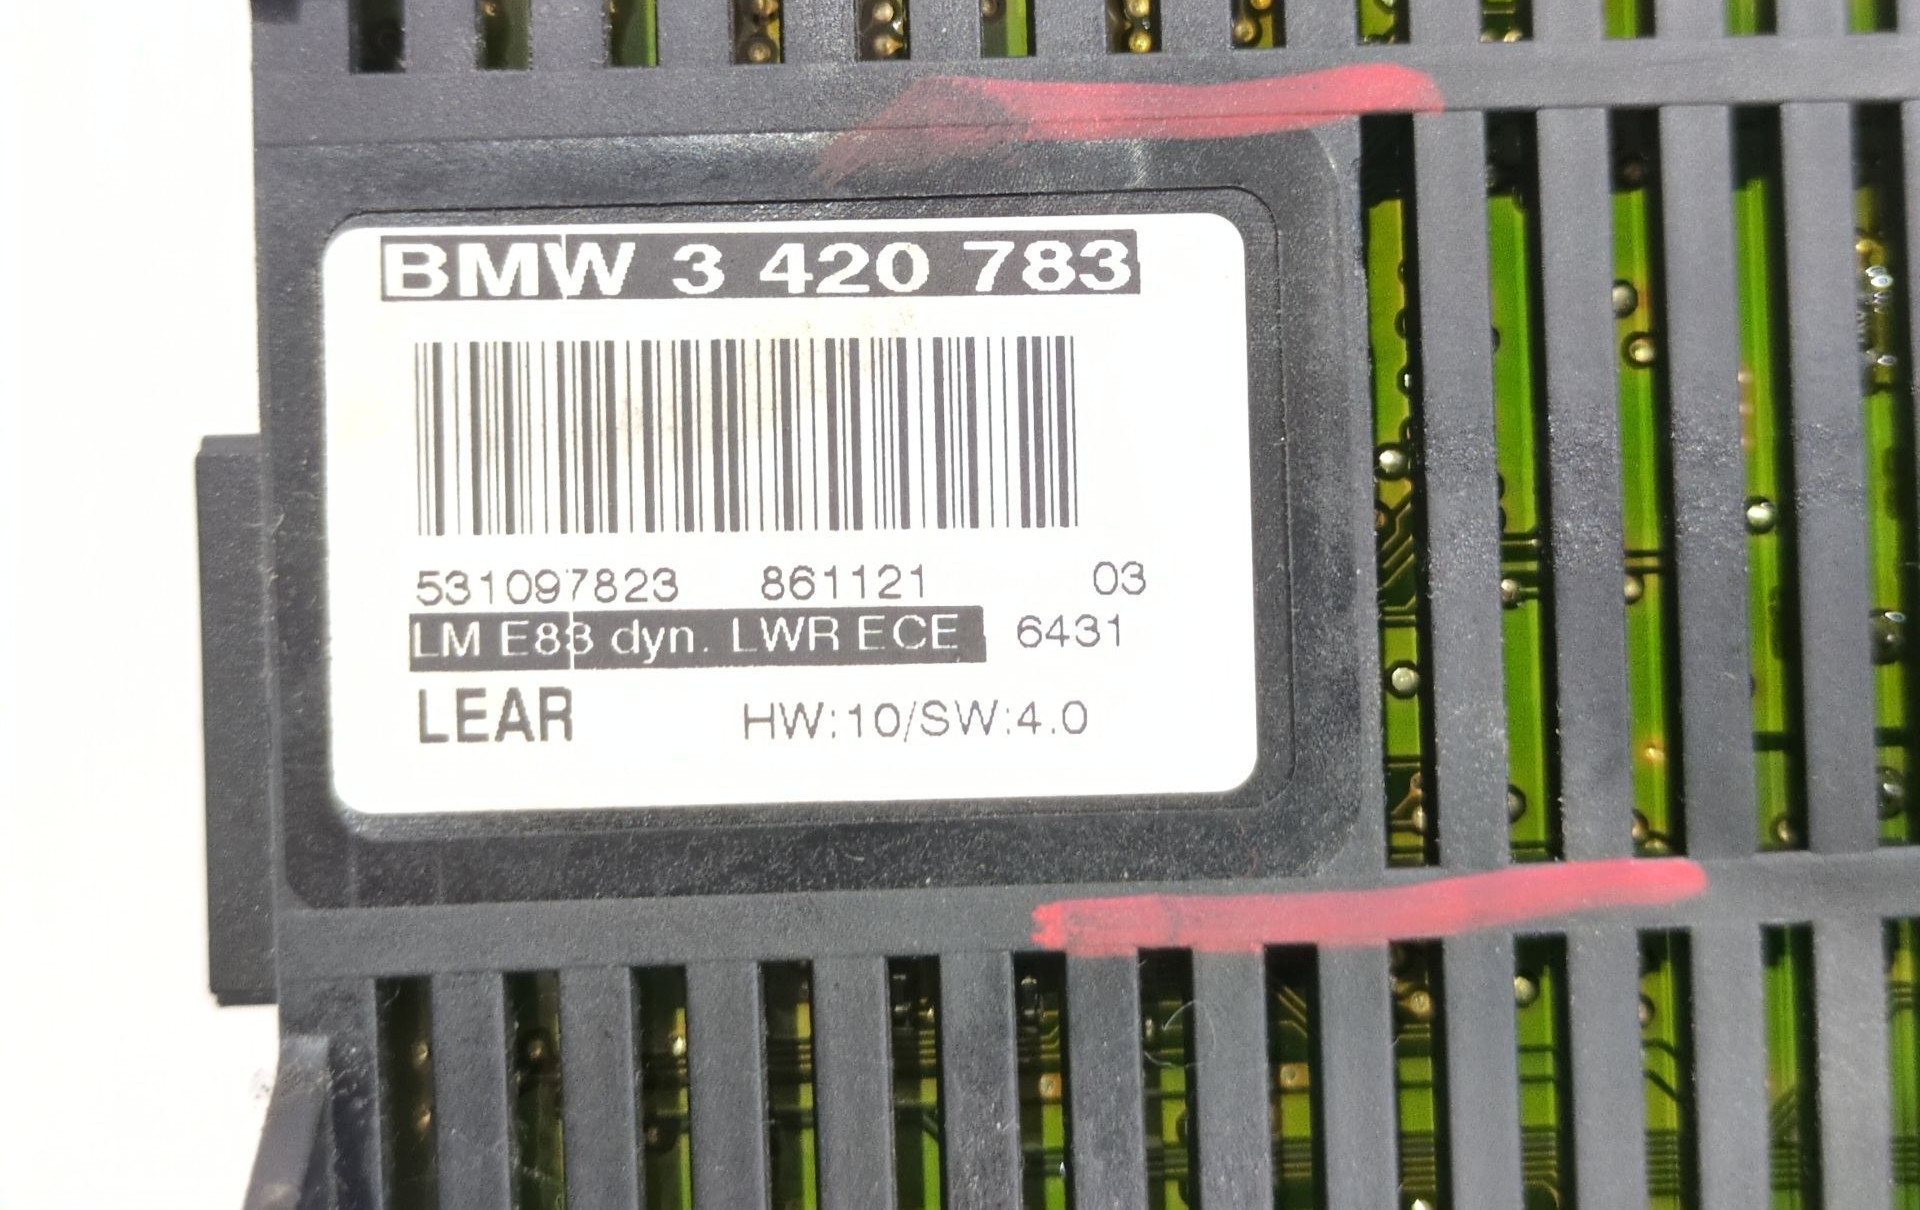 BMW 3 420 783
531097823 861121 03
LM E83 dyn. LWR ECE 6431
LEAR HW:10/SW:4.0